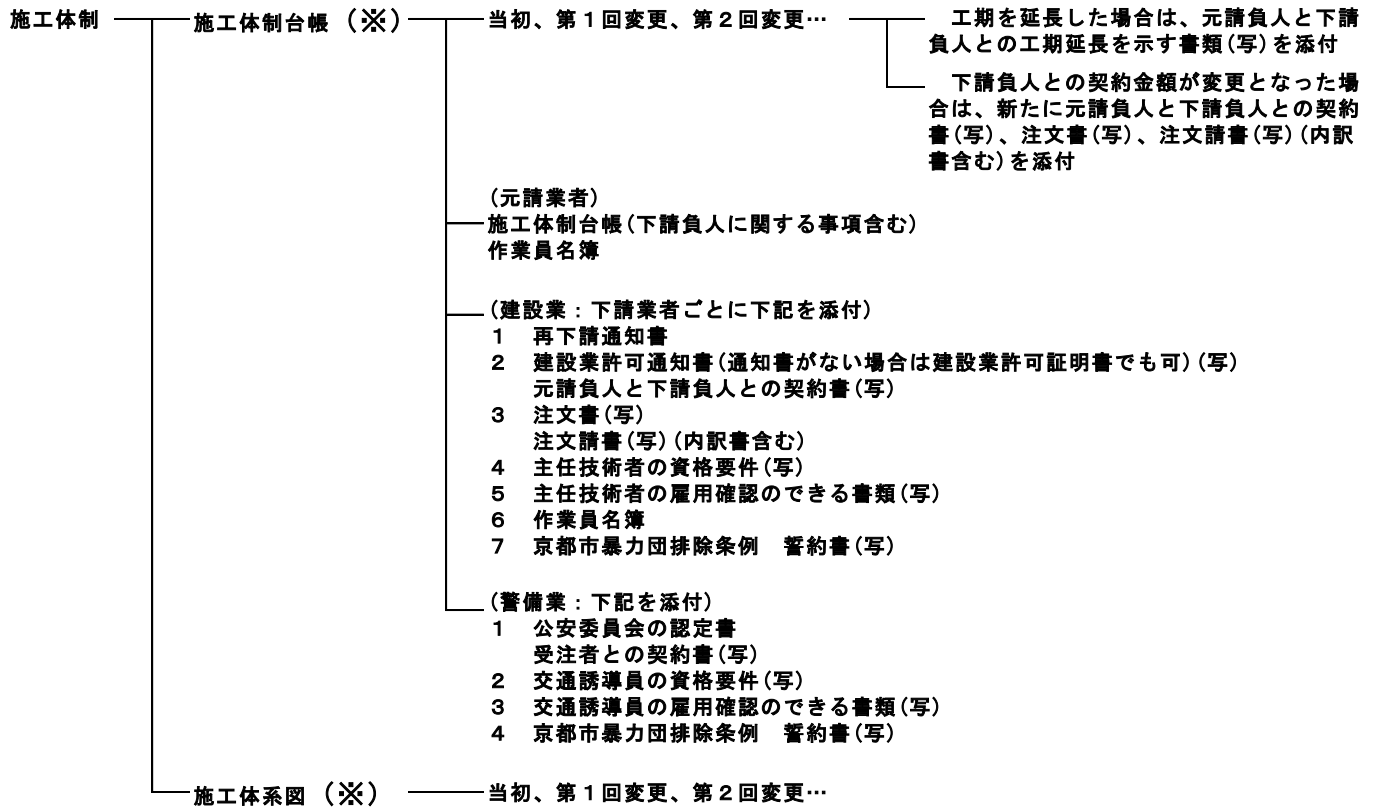 施工体制
施工体制台帳（※）
当初、第１回変更、第２回変更…
工期を延長した場合は、元請負人と下請
負人との工期延長を示す書類(写)を添付
下請負人との契約金額が変更となった場
合は、新たに元請負人と下請負人との契約
書(写)、注文書(写)、注文請書(写)(内訳
書含む)を添付
(元請業者)
施工体制台帳(下請負人に関する事項含む)
作業員名簿
(建設業：下請業者ごとに下記を添付)
１　再下請通知書
２　建設業許可通知書(通知書がない場合は建設業許可証明書でも可)(写)
元請負人と下請負人との契約書(写)
３　注文書(写)
注文請書(写)(内訳書含む)
４　主任技術者の資格要件(写)
５　主任技術者の雇用確認のできる書類(写)
６　作業員名簿
７　京都市暴力団排除条例　誓約書(写)
(警備業：下記を添付)
１　公安委員会の認定書
受注者との契約書(写)
２　交通誘導員の資格要件(写)
３　交通誘導員の雇用確認のできる書類(写)
４　京都市暴力団排除条例　誓約書(写)
施工体系図（※）
当初、第１回変更、第２回変更…